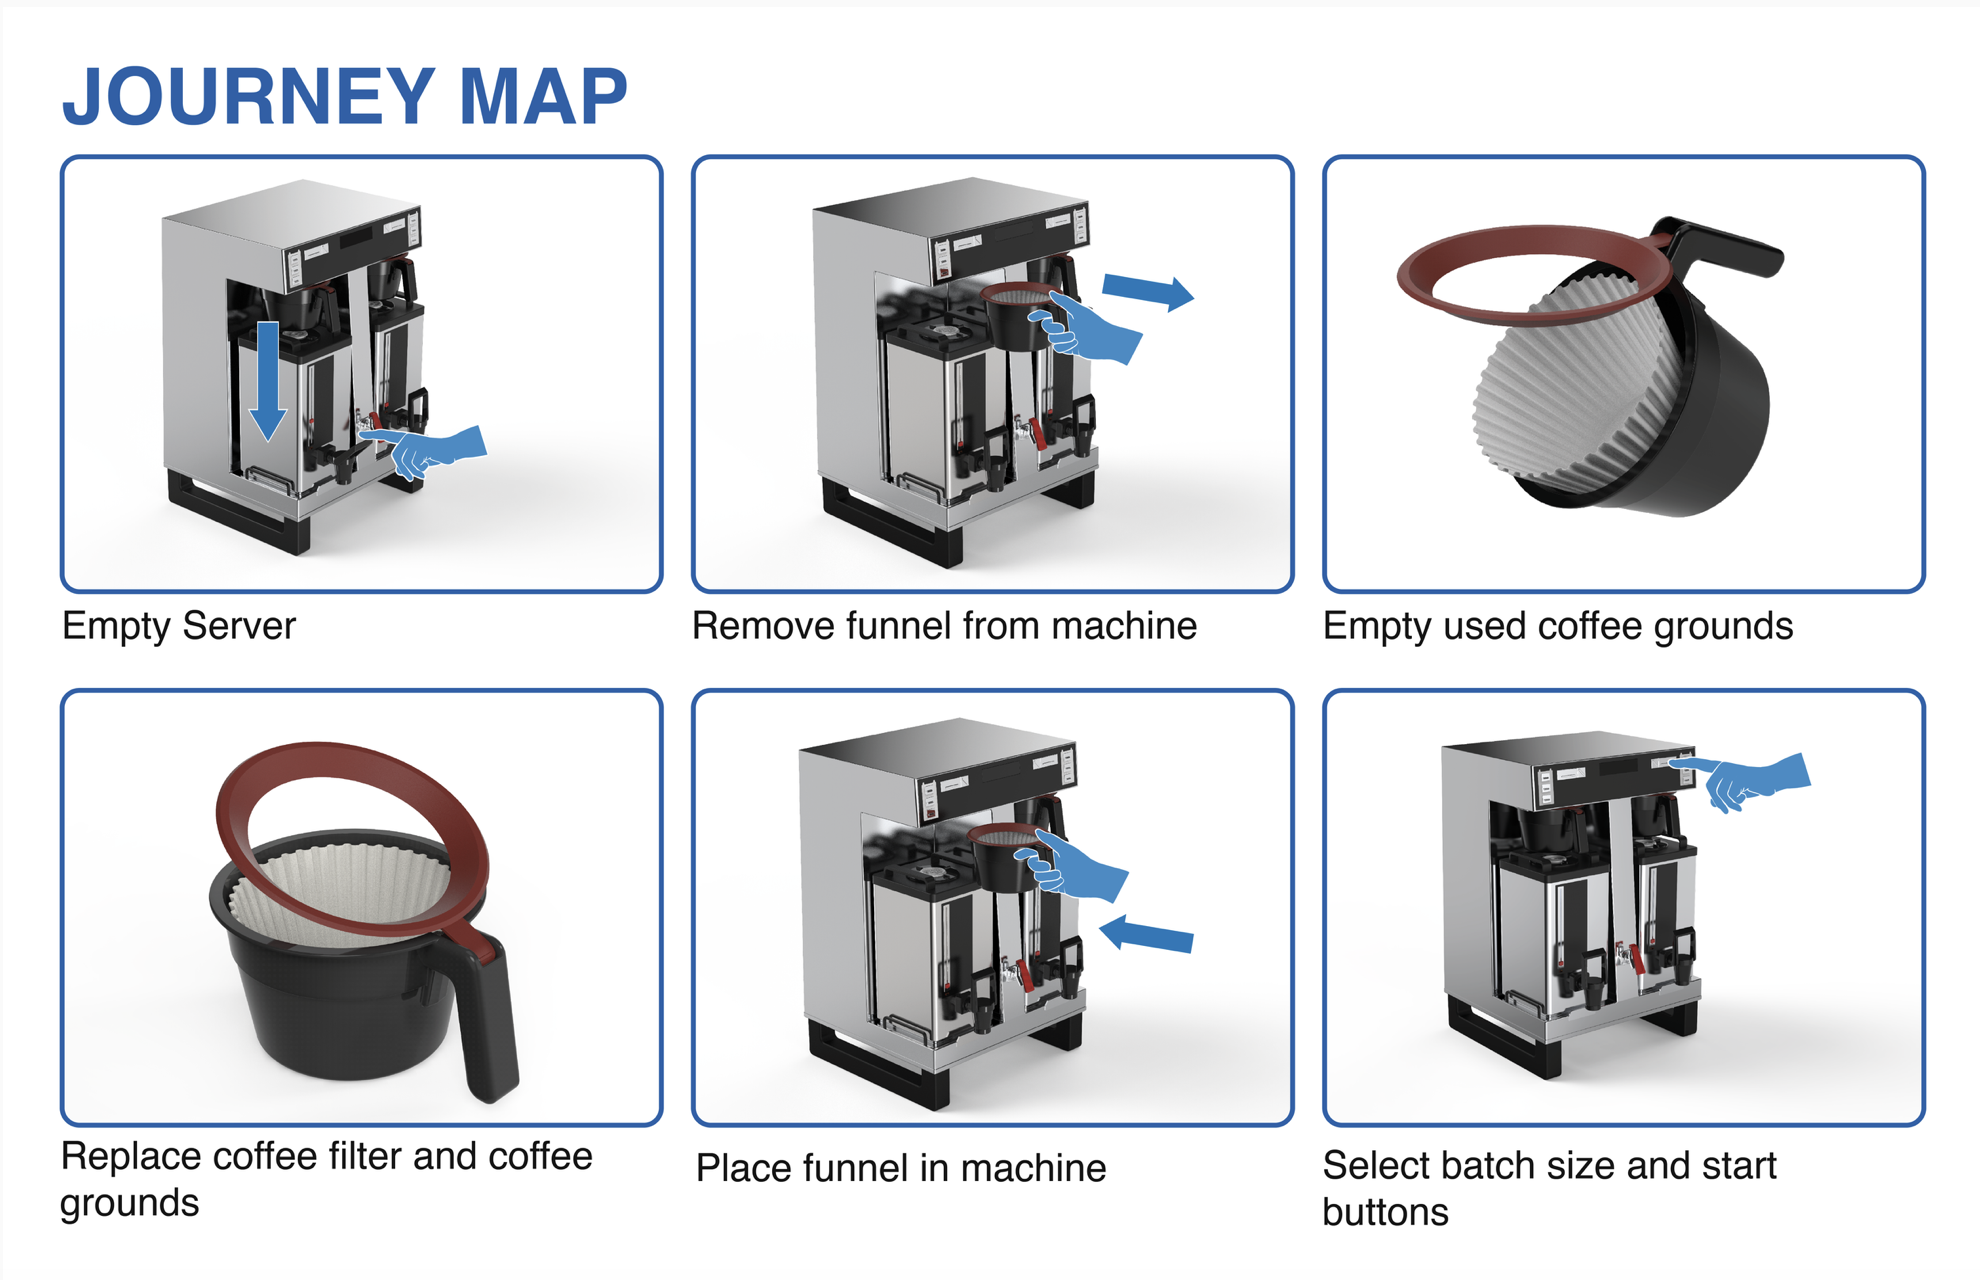 JOURNEY MAP
Empty Server
Remove funnel from machine
Empty used coffee grounds
Replace coffee filter and coffee
grounds
Place funnel in machine
Select batch size and start
buttons